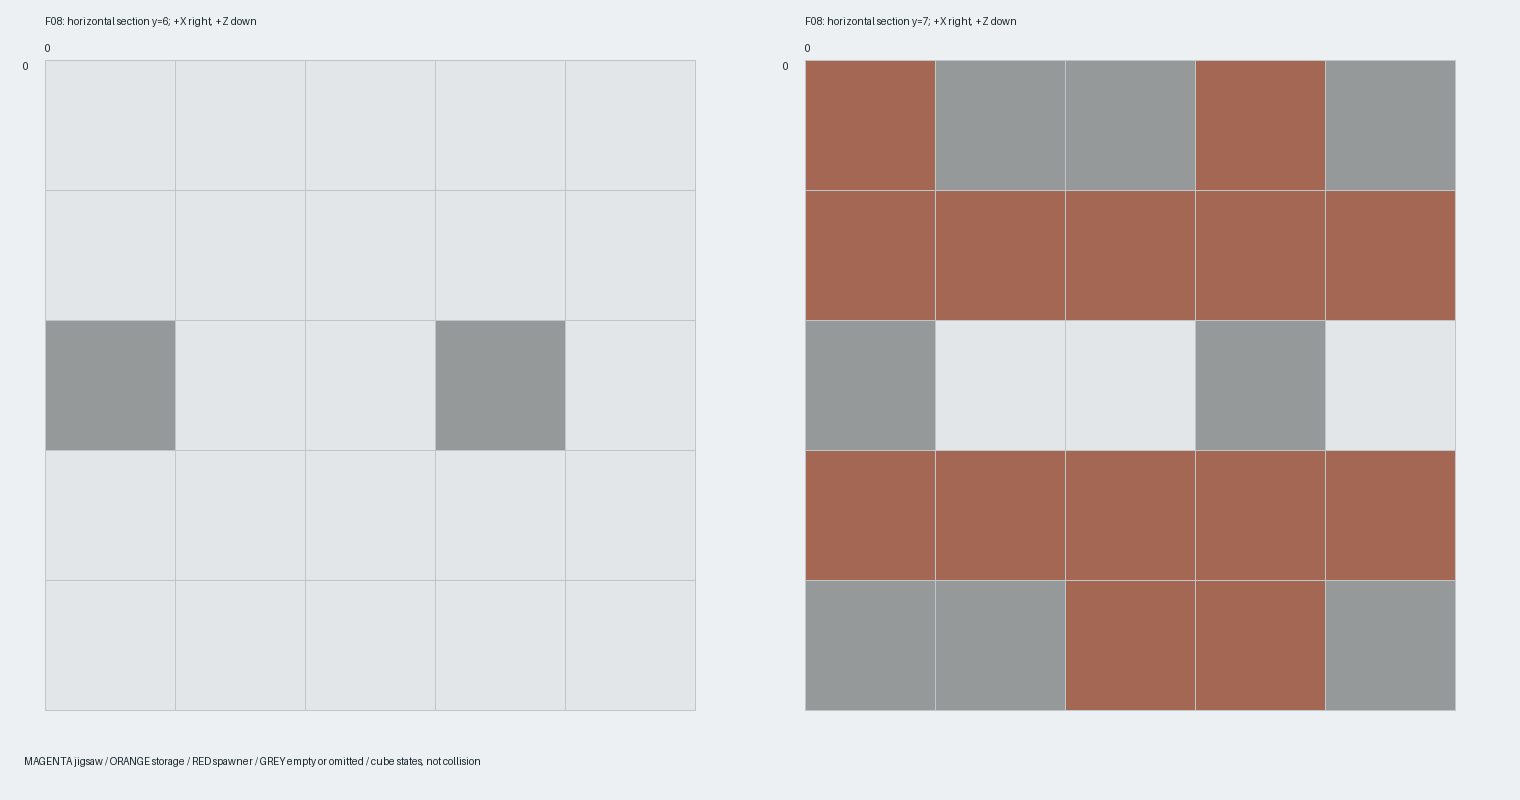 F08: horizontal section y=6; +X right, +Z down
F08: horizontal section y=7; +X right, +Z down
0
0
0
0
MAGENTA jigsaw / ORANGE storage / RED spawner / GREY empty or omitted / cube states, not collision